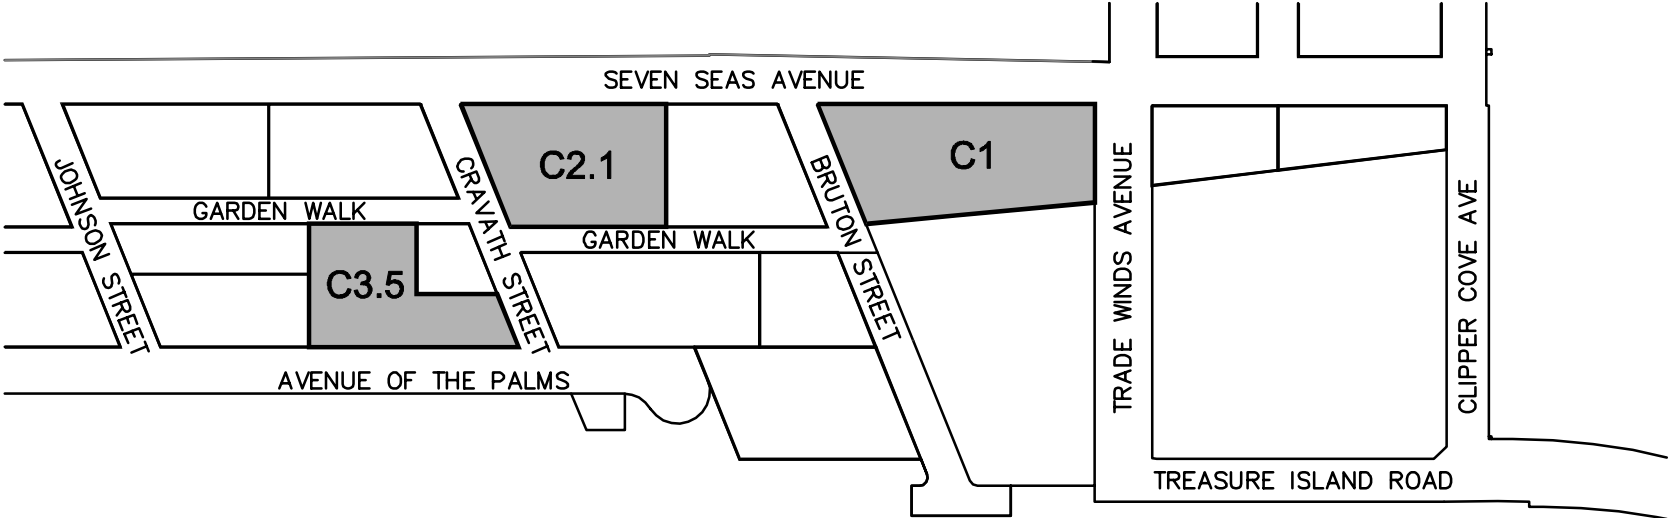 SEVEN SEAS AVENUE
C2.1
C1
JOHNSON STREET
CRAVATH STREET
BRUTON STREET
TRADE WINDS AVENUE
CLIPPER COVE AVE
GARDEN WALK
GARDEN WALK
C3.5
AVENUE OF THE PALMS
TREASURE ISLAND ROAD